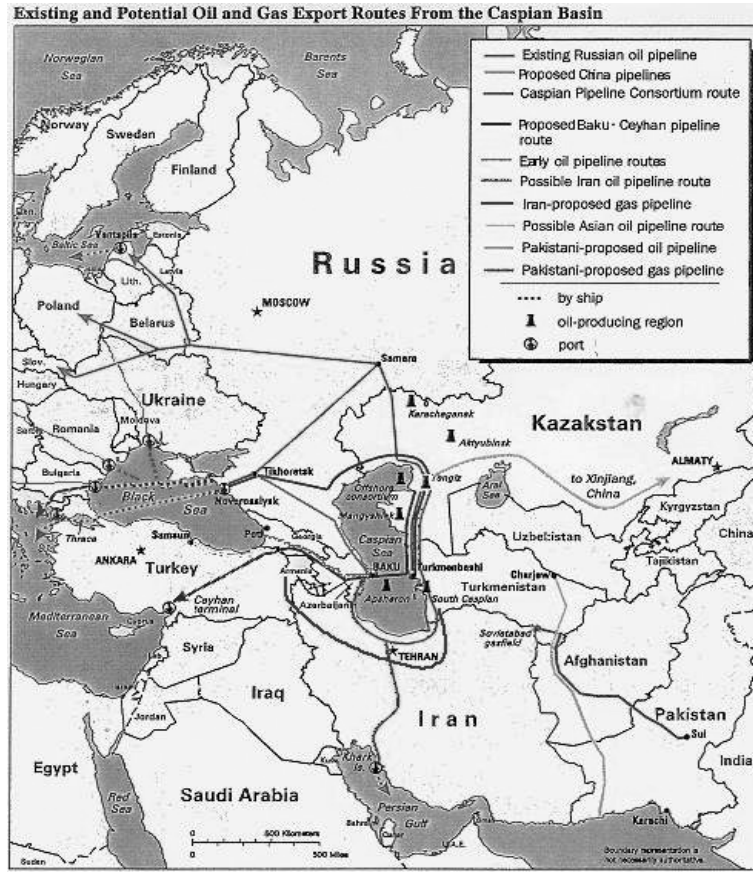 Existing and Potential Oil and Gas Export Routes From the Caspian Basin
Existing Russian oil pipeline
Proposed China pipelines
Caspian Pipeline Consortium route
Proposed Baku - Ceyhan pipeline
route
Early oil pipeline routes
Possible Iran oil pipeline route
Iran-proposed gas pipeline
Possible Asian oil pipeline route
Pakistani-proposed oil pipeline
Pakistani-proposed gas pipeline
by ship
oil-producing region
port
Norwegian
Sea
Barents
Sea
Norway
Sweden
Finland
Baltic Sea
Ventspils
Estonia
Latvia
Lith.
Russia
MOSCOW
Poland
Belarus
Samara
Slov.
Hungary
Ukraine
Moldova
Romania
Bulgaria
Karachaganak
Aktyubinsk
Kazakstan
ALMATY
Tengiz
Aral
Sea
to Xinjiang,
China
Tikhoretsk
Novorossiysk
Offshore
consortium
Mangyshlak
Caspian
Sea
Black
Sea
Kyrgyzstan
China
Uzbekistan
Tajikistan
Thrace
ANKARA
Samsun
Poti
Georgia
Turkey
Armenia
BAKU
Turkmenbashi
Charjew
Turkmenistan
Azerbaijan
Apsheron
South Caspian
Ceyhan
terminal
Mediterranean
Sea
Cyprus
Syria
Leb.
TEHRAN
Sovietabad
gasfield
Afghanistan
Iraq
Iran
Jordan
Pakistan
Sui
India
Egypt
Kuw.
Khark
Is.
Red
Sea
Saudi Arabia
Persian
Gulf
Qatar
U.A.E.
Karachi
0
500 Kilometers
0
500 Miles
Sudan
Boundary representation is
not necessarily authoritative.